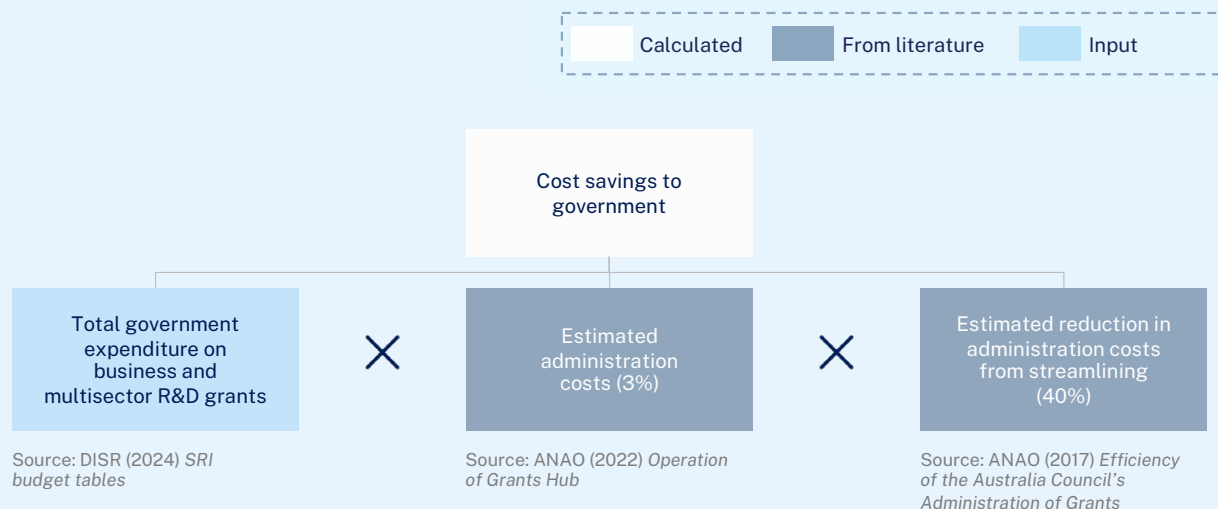 Calculated
From literature
Input
Cost savings to
government
Total government
expenditure on
business and
multisector R&D grants
Estimated
administration
costs (3%)
Estimated reduction in
administration costs
from streamlining
(40%)
Source: DISR (2024) SRI
budget tables
Source: ANAO (2022) Operation
of Grants Hub
Source: ANAO (2017) Efficiency
of the Australia Council's
Administration of Grants